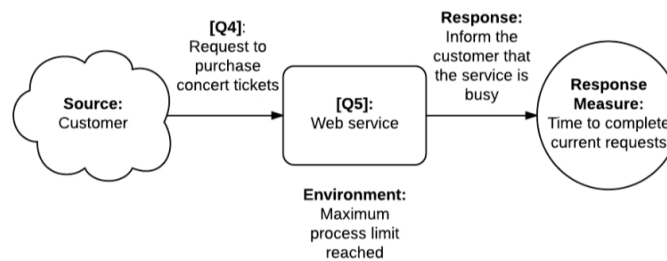 Source:
Customer
[Q4]:
Request to
purchase
concert tickets
[Q5]:
Web service
Environment:
Maximum
process limit
reached
Response:
Inform the
customer that
the service is
busy
Response
Measure:
Time to complete
current requests